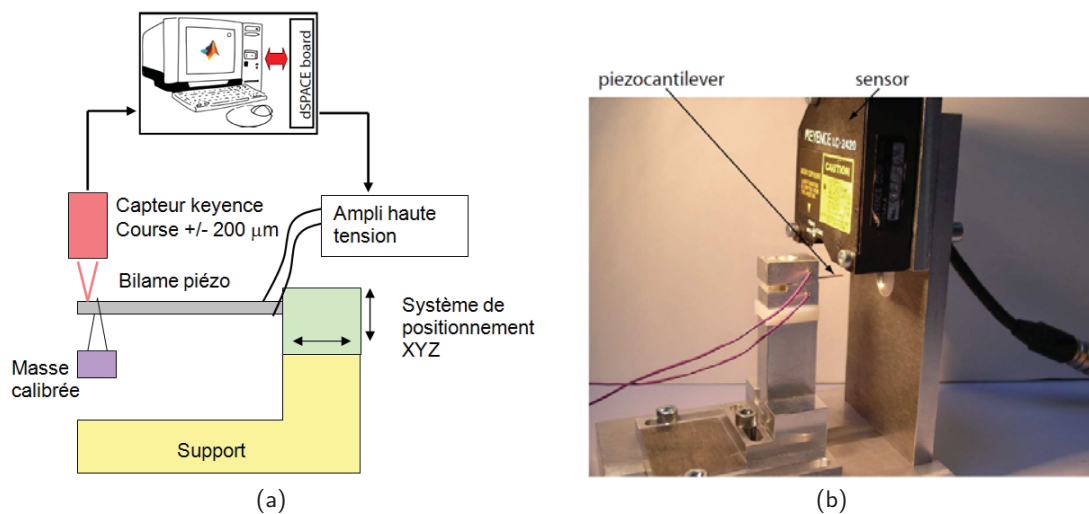 dSPACE board
Capteur keyence
Course +/- 200 μm
Ampli haute
tension
Bilame piézo
Système de
positionnement
XYZ
Masse
calibrée
Support
(a)
piezocantilever
sensor
KEYENCE LC-2420
CAUTION
(b)